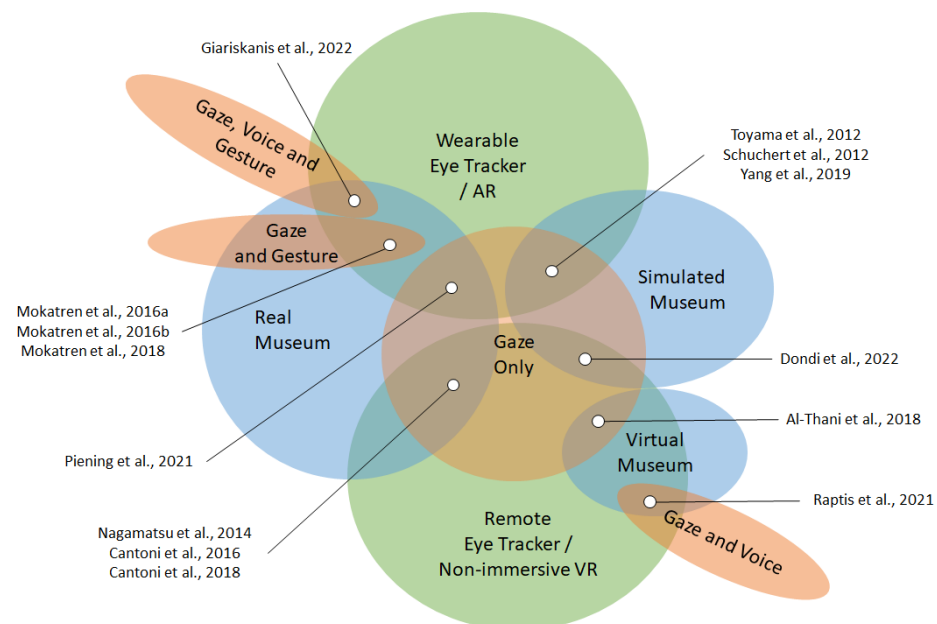 Giariskanis et al., 2022
Gaze, Voice and
Gesture
Wearable
Eye Tracker
/ AR
Toyama et al., 2012
Schuchert et al., 2012
Yang et al., 2019
Gaze
and Gesture
Simulated
Museum
Mokatren et al., 2016a
Mokatren et al., 2016b
Mokatren et al., 2018
Real
Museum
Gaze
Only
Dondi et al., 2022
Al-Thani et al., 2018
Virtual
Museum
Piening et al., 2021
Raptis et al., 2021
Gaze and Voice
Nagamatsu et al., 2014
Cantoni et al., 2016
Cantoni et al., 2018
Remote
Eye Tracker /
Non-immersive VR